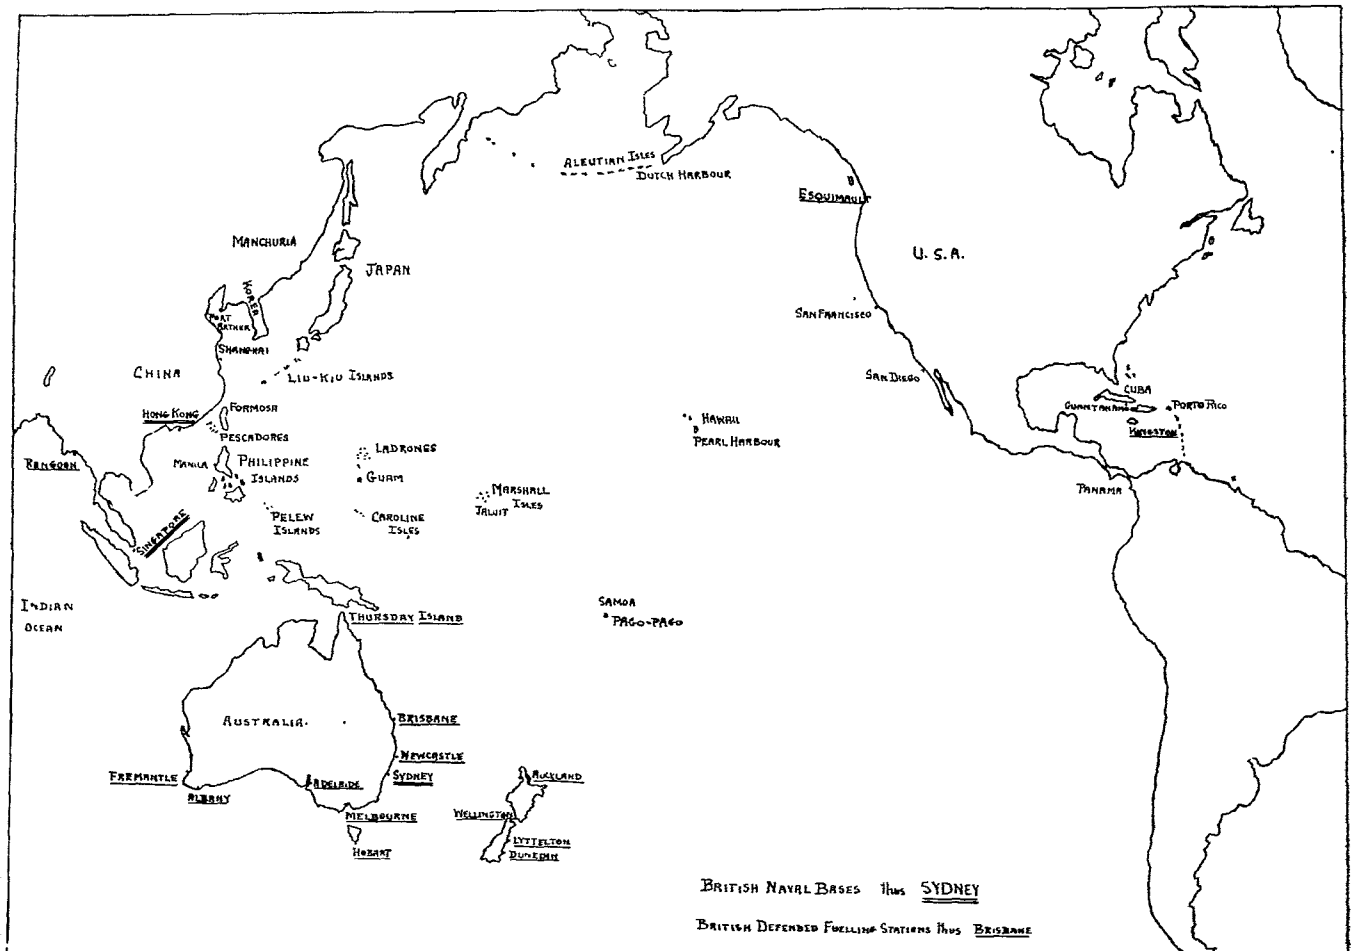 ALEUTIAN ISLES
DUTCH HARBOUR
ESQUIMAULT
MANCHURIA
U.S.A.
JAPAN
KOREA
PORT
ARTHUR
SAN FRANCISCO
SHANGHAI
CHINA
LIU-KIU ISLANDS
SAN DIEGO
CUBA
HONG KONG
FORMOSA
GUANTANAMO
PORTO RICO
PESCADORES
HAWAII
PEARL HARBOUR
KINGSTON
LADRONES
RENGOON
MANILA
PHILIPPINE
ISLANDS
GUAM
MARSHALL
ISLES
JALUIT
PANAMA
PELEW
ISLANDS
CAROLINE
ISLES
SINGAPORE
INDIAN
OCEAN
SAMOA
PAGO-PAGO
THURSDAY ISLAND
AUSTRALIA.
BRISBANE
NEWCASTLE
FREMANTLE
ADELAIDE
SYDNEY
AUCKLAND
ALBANY
MELBOURNE
WELLINGTON
HOBART
LYTTELTON
DUNEDIN
BRITISH NAVAL BASES thus SYDNEY
BRITISH DEFENDED FUELLING STATIONS thus BRISBANE